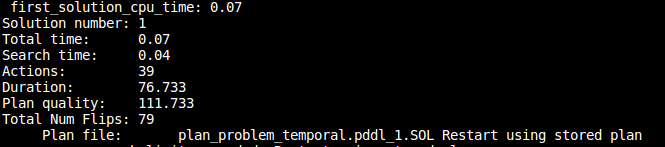 first_solution_cpu_time: 0.07
Solution number: 1
Total time: 0.07
Search time: 0.04
Actions: 39
Duration: 76.733
Plan quality: 111.733
Total Num Flips: 79
Plan file: plan_problem_temporal.pddl_1.SOL Restart using stored plan